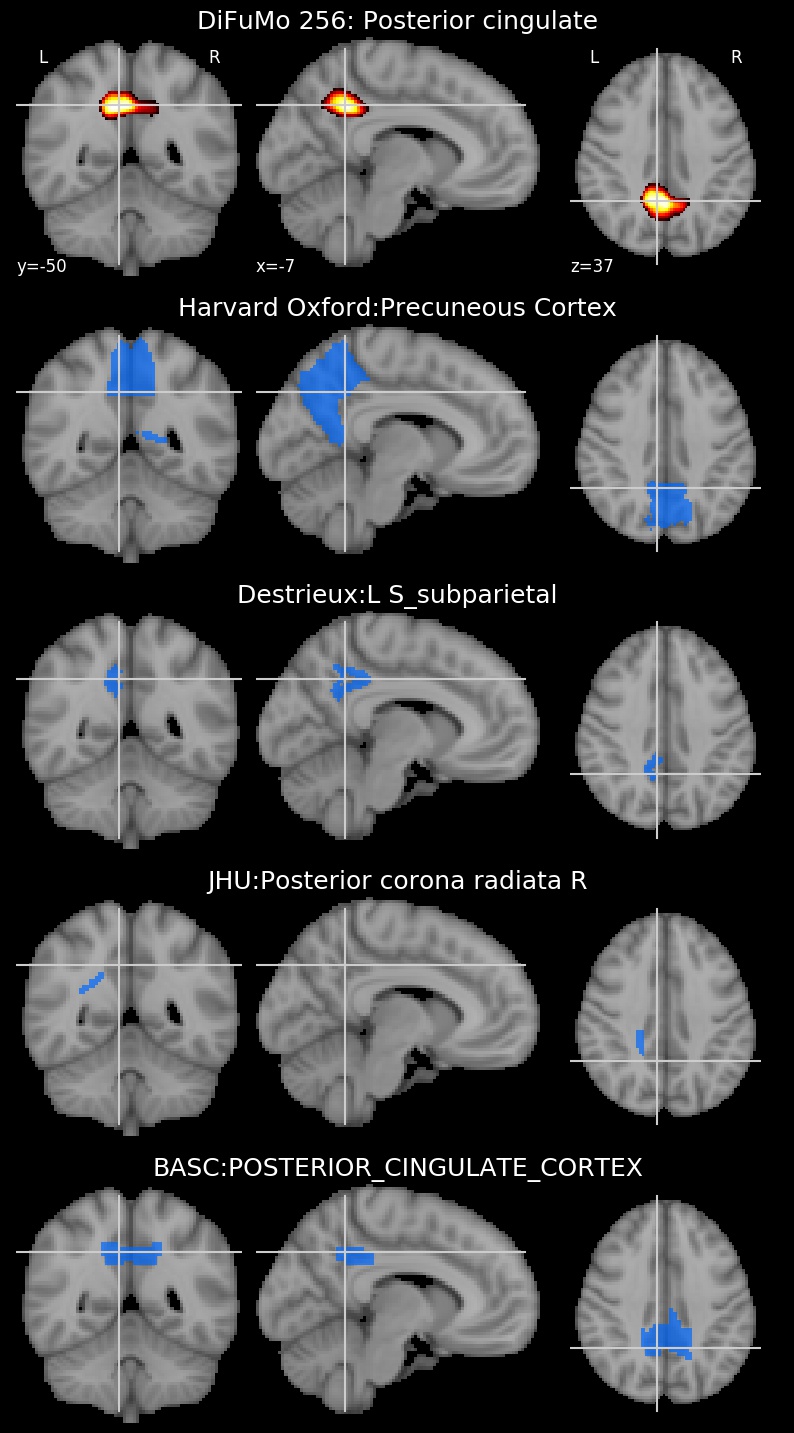 DiFuMo 256: Posterior cingulate
L R L R
y=-50 x=-7 z=37
Harvard Oxford:Precuneous Cortex
Destrieux:L S_subparietal
JHU:Posterior corona radiata R
BASC:POSTERIOR_CINGULATE_CORTEX